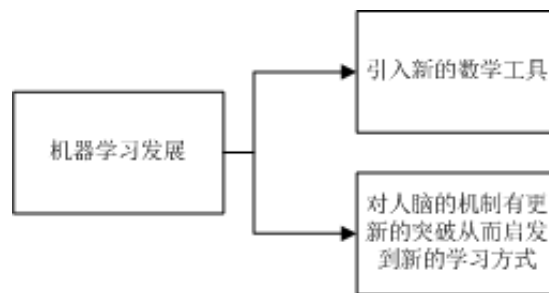 机器学习发展
引入新的数学工具
对人脑的机制有更
新的突破从而启发
到新的学习方式